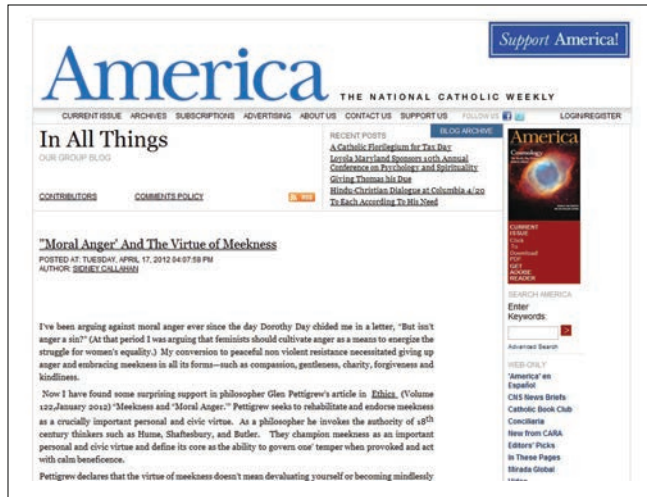 Support America!
America
THE NATIONAL CATHOLIC WEEKLY
CURRENT ISSUE ARCHIVES SUBSCRIPTIONS ADVERTISING ABOUT US CONTACT US SUPPORT US FOLLOW US LOGIN/REGISTER
In All Things
OUR GROUP BLOG
CONTRIBUTORS COMMENTS POLICY
BLOG ARCHIVE
RECENT POSTS
A Catholic Florilegium for Tax Day
Loyola Maryland Sponsors 10th Annual
Conference on Psychology and Spirituality
Giving Thomas his Due
Hindu-Christian Dialogue at Columbia 4/20
To Each According To His Need
"Moral Anger' And The Virtue of Meekness
POSTED AT: TUESDAY, APRIL 17, 2012 04:07:58 PM
AUTHOR: SIDNEY CALLAHAN
I've been arguing against moral anger ever since the day Dorothy Day chided me in a letter, "But isn't
anger a sin?" (At that period I was arguing that feminists should cultivate anger as a means to energize the
struggle for women's equality.) My conversion to peaceful non violent resistance necessitated giving up
anger and embracing meekness in all its forms—such as compassion, gentleness, charity, forgiveness and
kindliness.
Now I have found some surprising support in philosopher Glen Pettigrew's article in Ethics (Volume
122,January 2012) "Meekness and "Moral Anger."" Pettigrew seeks to rehabilitate and endorse meekness
as a crucially important personal and civic virtue. As a philosopher he invokes the authority of 18th
century thinkers such as Hume, Shaftesbury, and Butler. They champion meekness as an important
personal and civic virtue and define its core as the ability to govern one' temper when provoked and act
with calm beneficence.
Pettigrew declares that the virtue of meekness doesn't mean devaluating yourself or becoming mindlessly
America
Cosmology
CURRENT
ISSUE
Click
To
Download
PDF
GET
ADOBE
READER
SEARCH AMERICA
Enter
Keywords:
>
Advanced Search
WEB-ONLY
'America' en
Español
CNS News Briefs
Catholic Book Club
Conciliaria
New from CARA
Editors' Picks
In These Pages
Mirada Global
Video